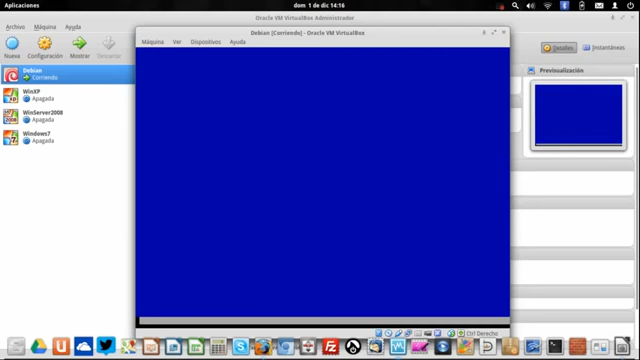 Aplicaciones
dom 1 de dic 14:16
Oracle VM VirtualBox Administrador
Archivo Máquina Ayuda
Nueva Configuración Mostrar Descartar
Detalles Instantáneas
Debian [Corriendo] - Oracle VM VirtualBox
Máquina Ver Dispositivos Ayuda
Debian
Corriendo
WinXP
Apagada
WinServer2008
Apagada
Windows7
Apagada
Previsualización
Ctrl Derecho